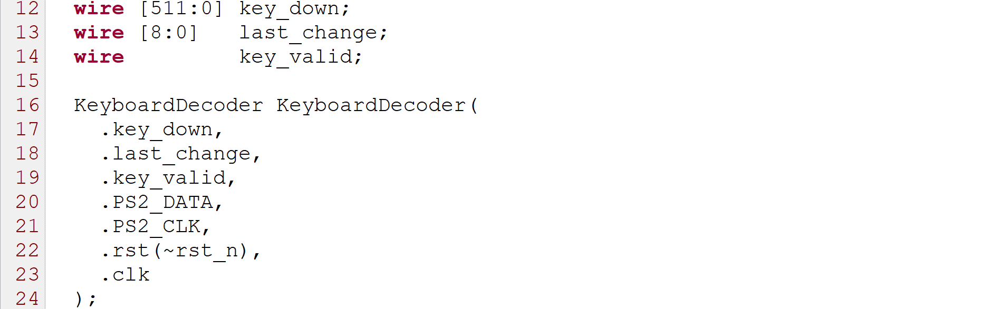 12 wire [511:0] key_down;
13 wire [8:0]   last_change;
14 wire         key_valid;
15
16 KeyboardDecoder KeyboardDecoder(
17   .key_down,
18   .last_change,
19   .key_valid,
20   .PS2_DATA,
21   .PS2_CLK,
22   .rst(~rst_n),
23   .clk
24 );